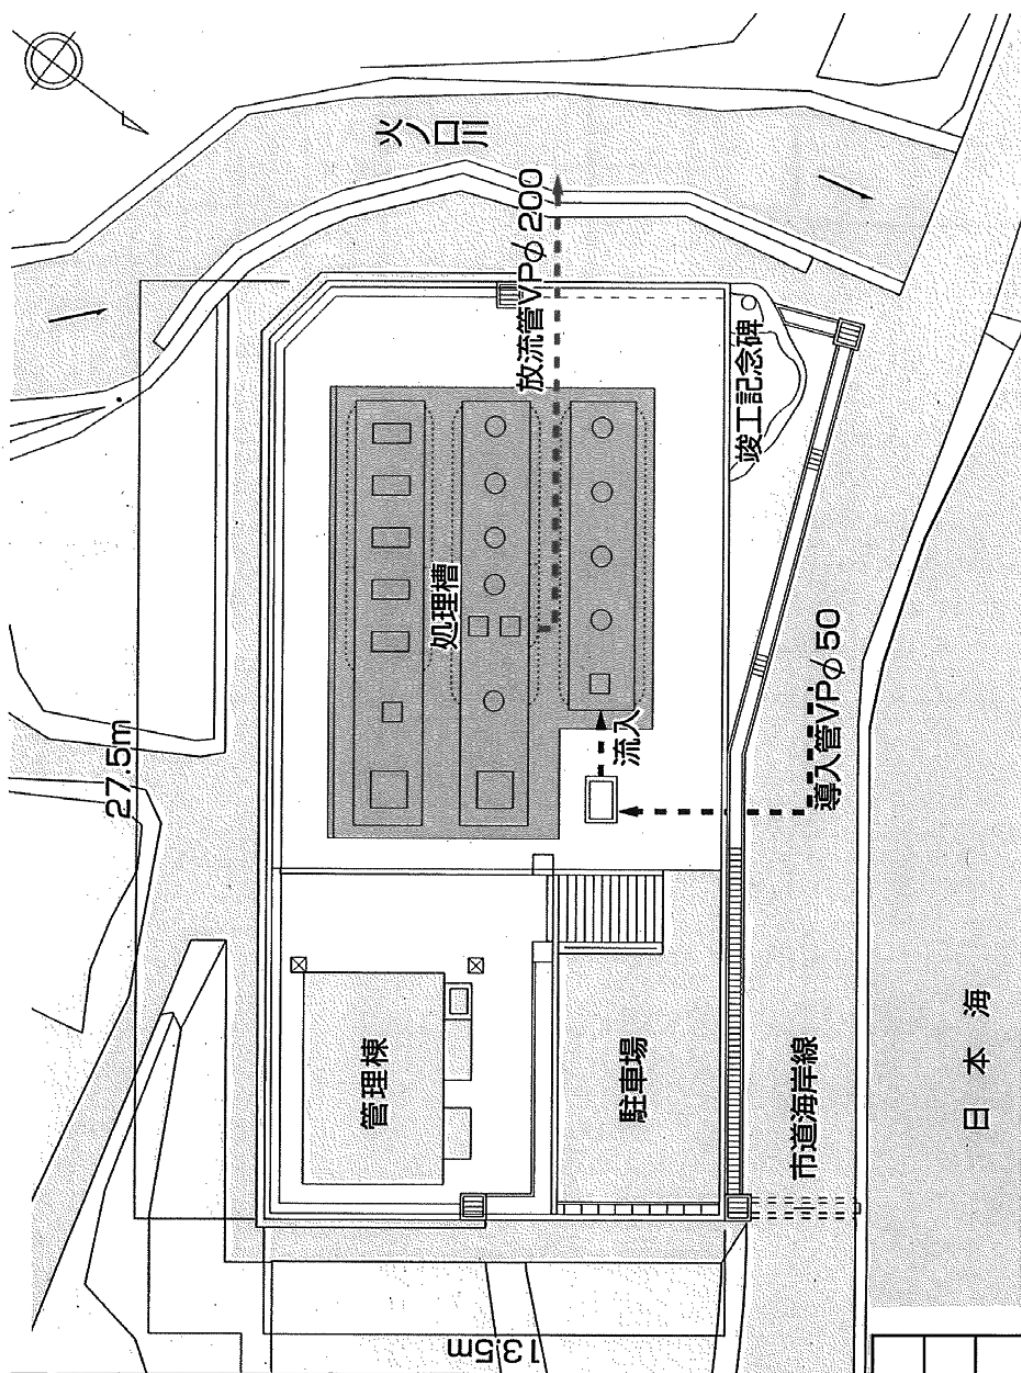 火ノ口川
放流管VPφ200
竣工記念碑
処理槽
流入
導入管VPφ50
27.5m
管理棟
駐車場
市道海岸線
日本海
13.5m